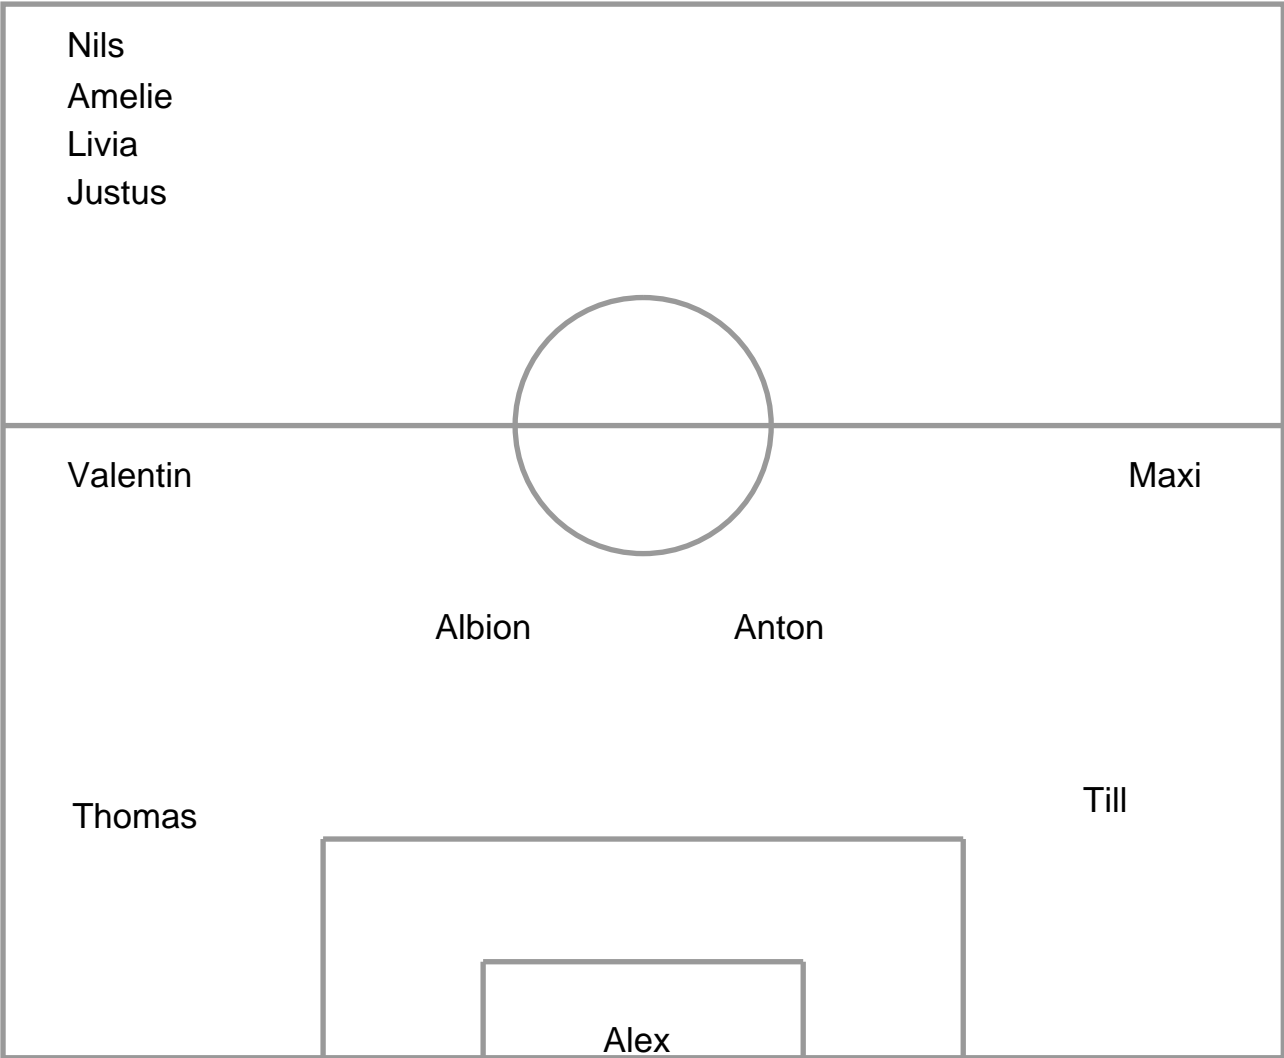 Nils
Amelie
Livia
Justus
Valentin Maxi
Albion Anton
Thomas Till
Alex